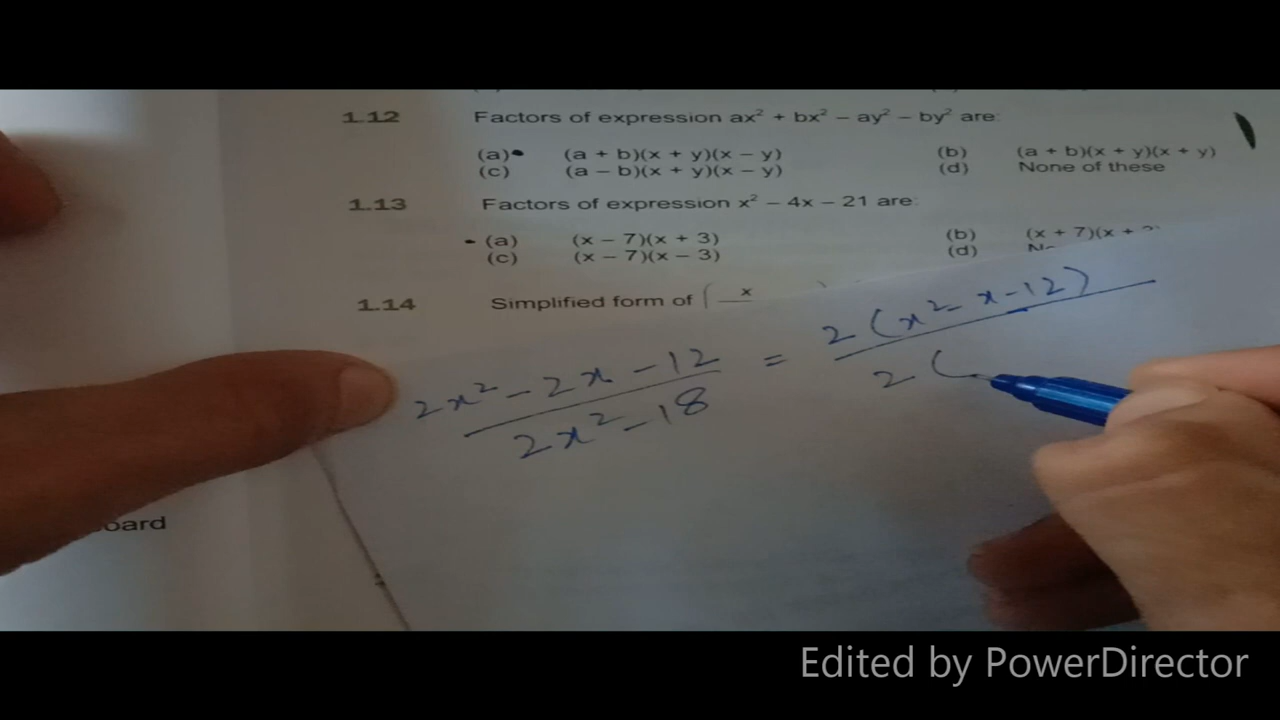 1.12 Factors of expression ax² + bx² – ay² – by² are:
(a) (a + b)(x + y)(x – y) (b) (a + b)(x + y)(x + y)
(c) (a – b)(x + y)(x – y) (d) None of these
1.13 Factors of expression x² – 4x – 21 are:
(a) (x – 7)(x + 3) (b) (x + 7)(x +
(c) (x – 7)(x – 3) (d)
1.14 Simplified form of ( x
2x² - 2x - 12 = 2 (x² - x - 12)
2x² - 18 2 (
Edited by PowerDirector